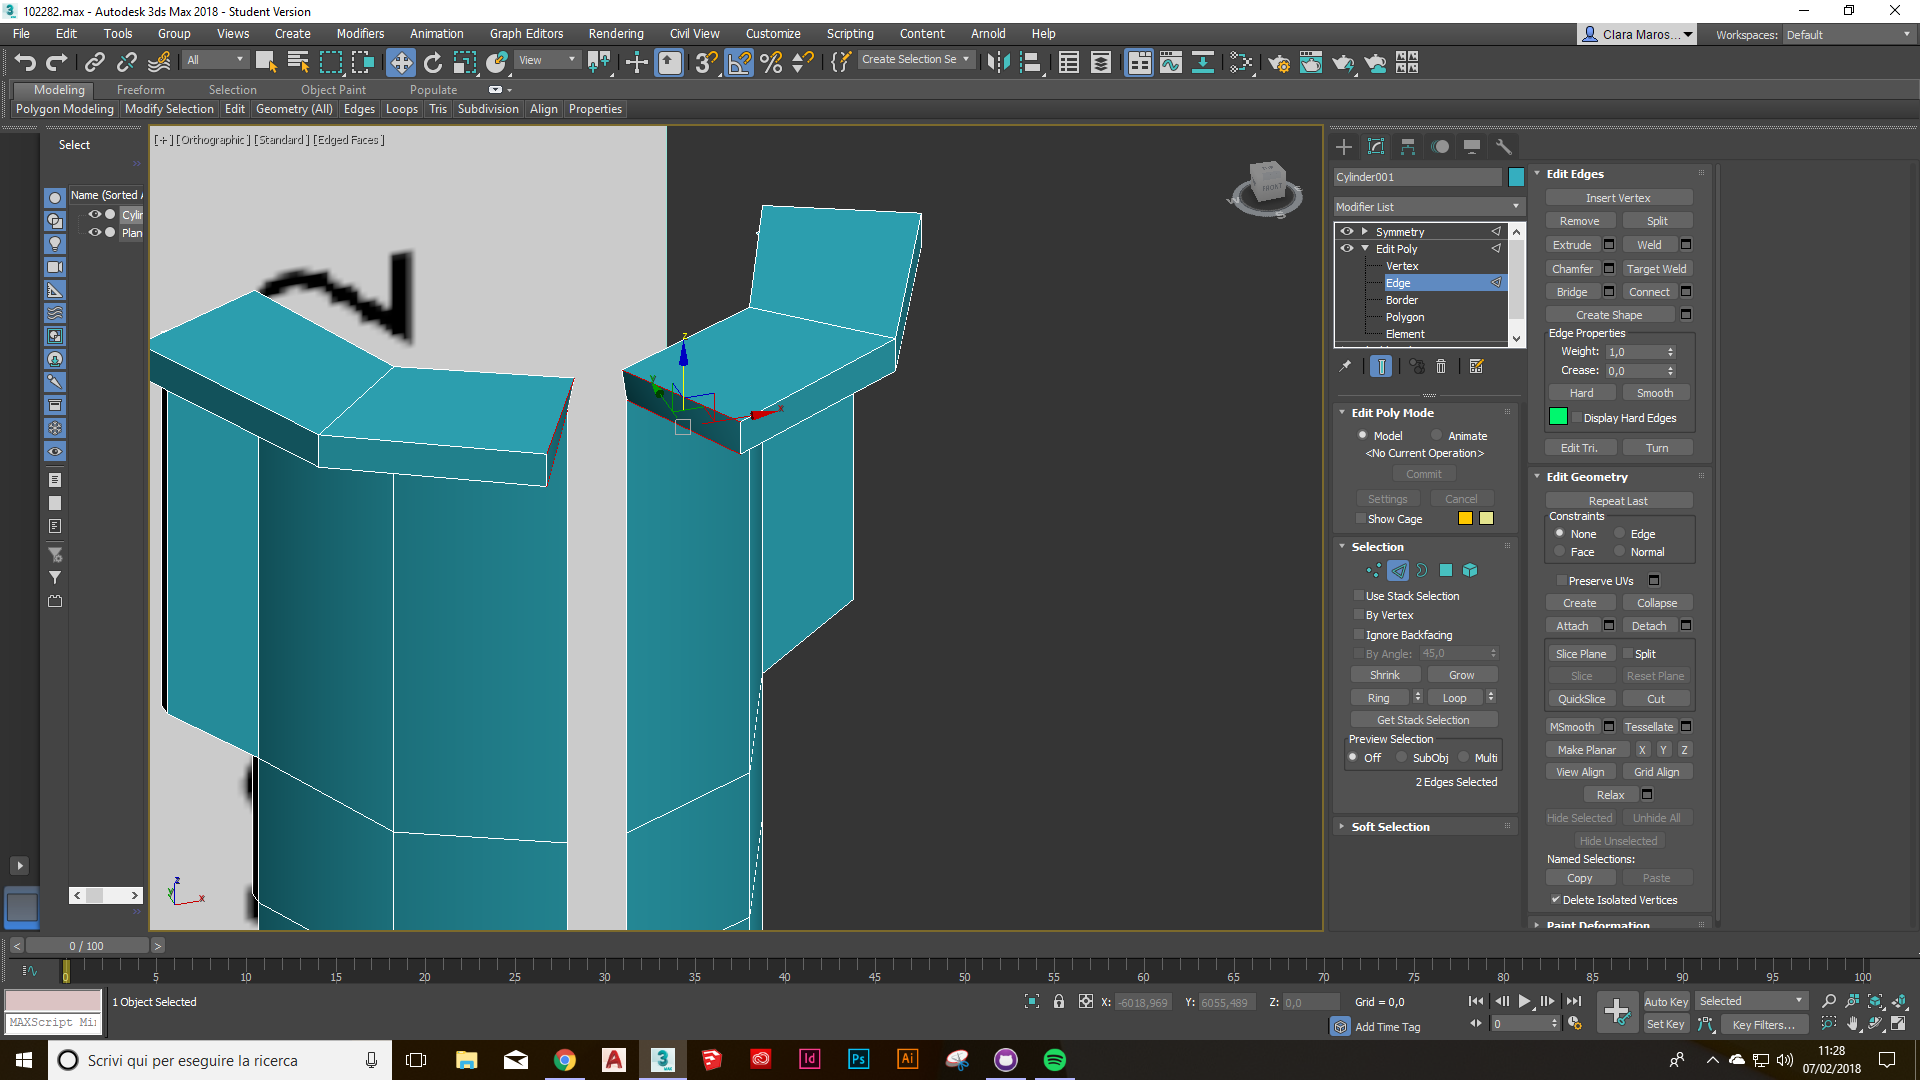 102282.max - Autodesk 3ds Max 2018 - Student Version
File Edit Tools Group Views Create Modifiers Animation Graph Editors Rendering Civil View Customize Scripting Content Arnold Help
Clara Maros... Workspaces: Default
All View Create Selection Se
Modeling Freeform Selection Object Paint Populate
Polygon Modeling Modify Selection Edit Geometry (All) Edges Loops Tris Subdivision Align Properties
Select
Name (Sorted A
Cylin
Plan
[+] [Orthographic] [Standard] [Edged Faces]
FRONT
W S
z
y
x
z
y
x
Cylinder001
Modifier List
Symmetry
Edit Poly
Vertex
Edge
Border
Polygon
Element
Edit Poly Mode
Model Animate
<No Current Operation>
Commit
Settings Cancel
Show Cage
Selection
Use Stack Selection
By Vertex
Ignore Backfacing
By Angle: 45,0
Shrink Grow
Ring Loop
Get Stack Selection
Preview Selection
Off SubObj Multi
2 Edges Selected
Soft Selection
Edit Edges
Insert Vertex
Remove Split
Extrude Weld
Chamfer Target Weld
Bridge Connect
Create Shape
Edge Properties
Weight: 1,0
Crease: 0,0
Hard Smooth
Display Hard Edges
Edit Tri. Turn
Edit Geometry
Repeat Last
Constraints
None Edge
Face Normal
Preserve UVs
Create Collapse
Attach Detach
Slice Plane Split
Slice Reset Plane
QuickSlice Cut
MSmooth Tessellate
Make Planar X Y Z
View Align Grid Align
Relax
Hide Selected Unhide All
Hide Unselected
Named Selections:
Copy Paste
Delete Isolated Vertices
Paint Deformation
< 0 / 100 >
0 5 10 15 20 25 30 35 40 45 50 55 60 65 70 75 80 85 90 95 100
1 Object Selected
MAXScript Mi
X: -6018,969 Y: 6055,489 Z: 0,0 Grid = 0,0
Add Time Tag
0
Auto Key Selected
Set Key Key Filters...
Scrivi qui per eseguire la ricerca
11:28
07/02/2018